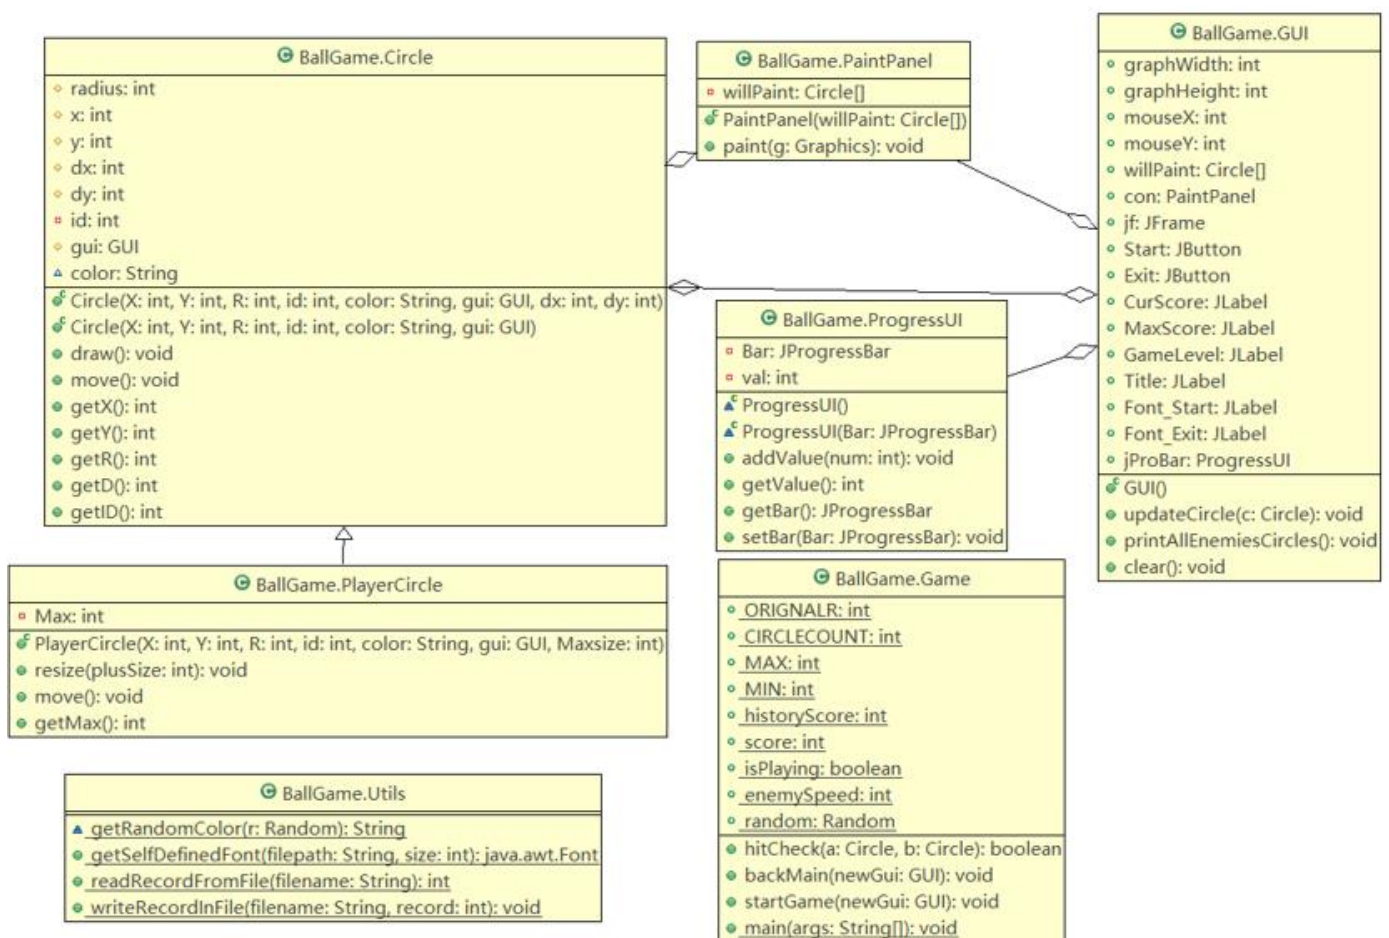 BallGame.Circle
radius: int
x: int
y: int
dx: int
dy: int
id: int
gui: GUI
color: String
Circle(X: int, Y: int, R: int, id: int, color: String, gui: GUI, dx: int, dy: int)
Circle(X: int, Y: int, R: int, id: int, color: String, gui: GUI)
draw(): void
move(): void
getX(): int
getY(): int
getR(): int
getD(): int
getID(): int
BallGame.PaintPanel
willPaint: Circle[]
PaintPanel(willPaint: Circle[])
paint(g: Graphics): void
BallGame.GUI
graphWidth: int
graphHeight: int
mouseX: int
mouseY: int
willPaint: Circle[]
con: PaintPanel
jf: JFrame
Start: JButton
Exit: JButton
CurScore: JLabel
MaxScore: JLabel
GameLevel: JLabel
Title: JLabel
Font_Start: JLabel
Font_Exit: JLabel
jProBar: ProgressUI
GUI()
updateCircle(c: Circle): void
printAllEnemiesCircles(): void
clear(): void
BallGame.ProgressUI
Bar: JProgressBar
val: int
ProgressUI()
ProgressUI(Bar: JProgressBar)
addValue(num: int): void
getValue(): int
getBar(): JProgressBar
setBar(Bar: JProgressBar): void
BallGame.PlayerCircle
Max: int
PlayerCircle(X: int, Y: int, R: int, id: int, color: String, gui: GUI, Maxsize: int)
resize(plusSize: int): void
move(): void
getMax(): int
BallGame.Game
ORIGNALR: int
CIRCLECOUNT: int
MAX: int
MIN: int
historyScore: int
score: int
isPlaying: boolean
enemySpeed: int
random: Random
hitCheck(a: Circle, b: Circle): boolean
backMain(newGui: GUI): void
startGame(newGui: GUI): void
main(args: String[]): void
BallGame.Utils
getRandomColor(r: Random): String
getSelfDefinedFont(filepath: String, size: int): java.awt.Font
readRecordFromFile(filename: String): int
writeRecordInFile(filename: String, record: int): void